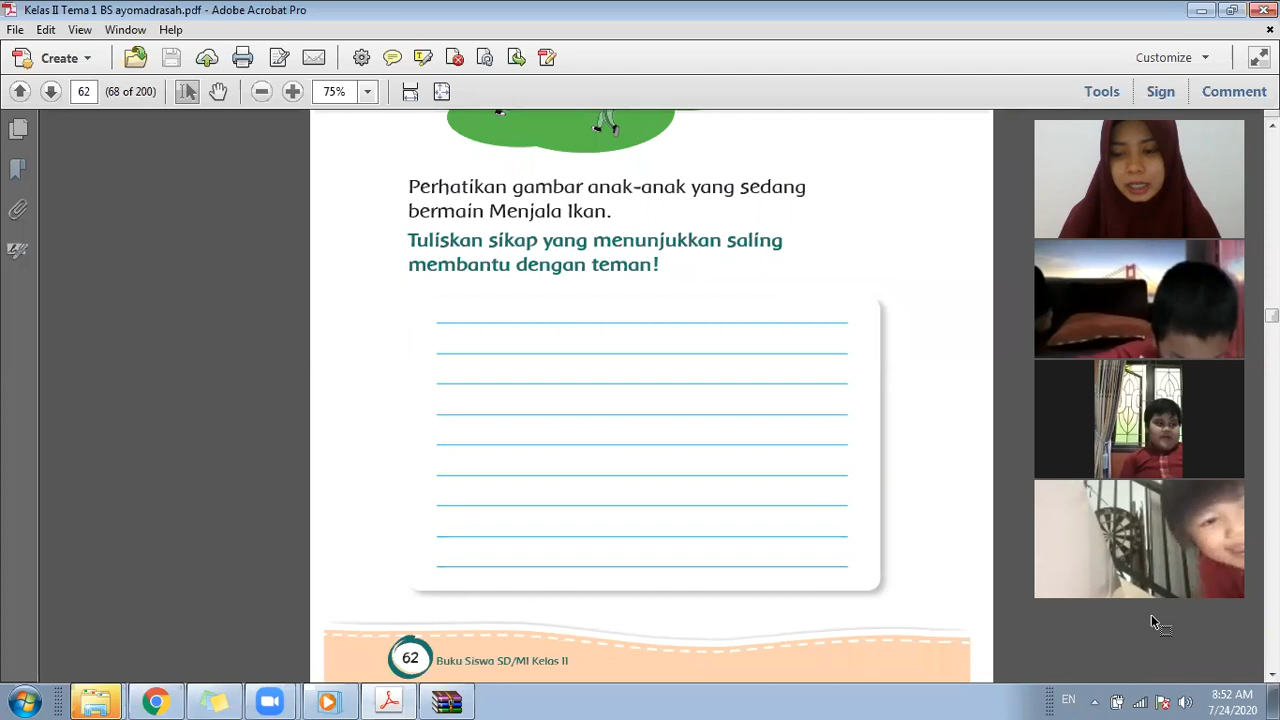 Kelas II Tema 1 BS ayomadrasah.pdf - Adobe Acrobat Pro
File Edit View Window Help
Create
Customize
62 (68 of 200)
75%
Tools Sign Comment
Perhatikan gambar anak-anak yang sedang
bermain Menjala Ikan.
Tuliskan sikap yang menunjukkan saling
membantu dengan teman!
62 Buku Siswa SD/MI Kelas II
EN
8:52 AM
7/24/2020